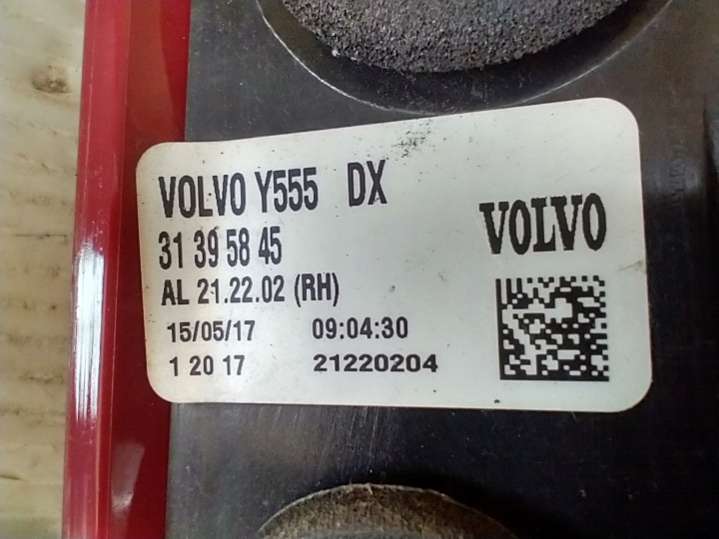 VOLVO Y555 DX
31 39 58 45
VOLVO
AL 21.22.02 (RH)
15/05/17 09:04:30
1 20 17 21220204